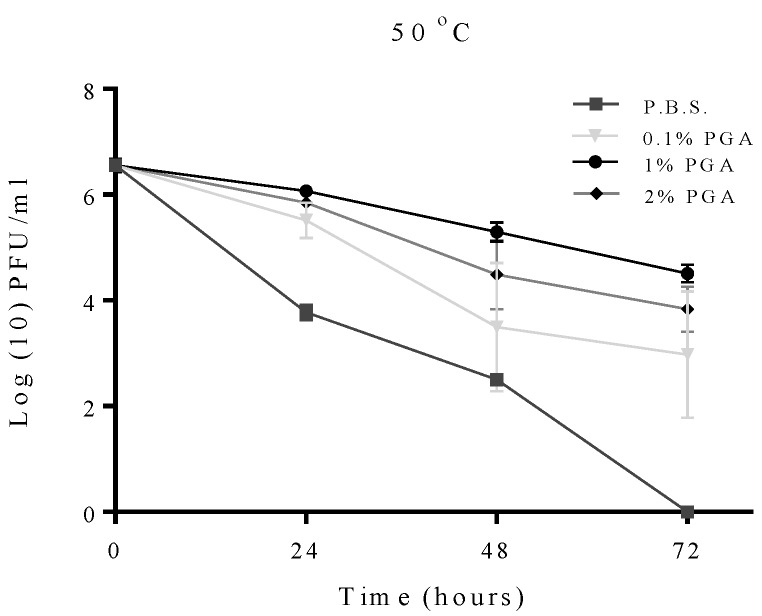 50 °C
8
P.B.S.
0.1% PGA
1% PGA
2% PGA
6
4
2
0
Log (10) PFU/ml
0 24 48 72
Time (hours)